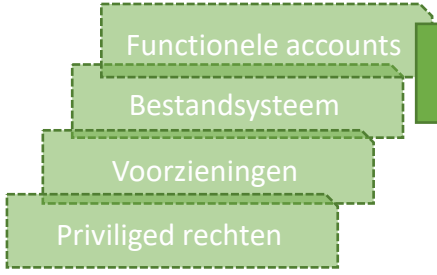 Functionele accounts
Bestandsysteem
Voorzieningen
Priviliged rechten